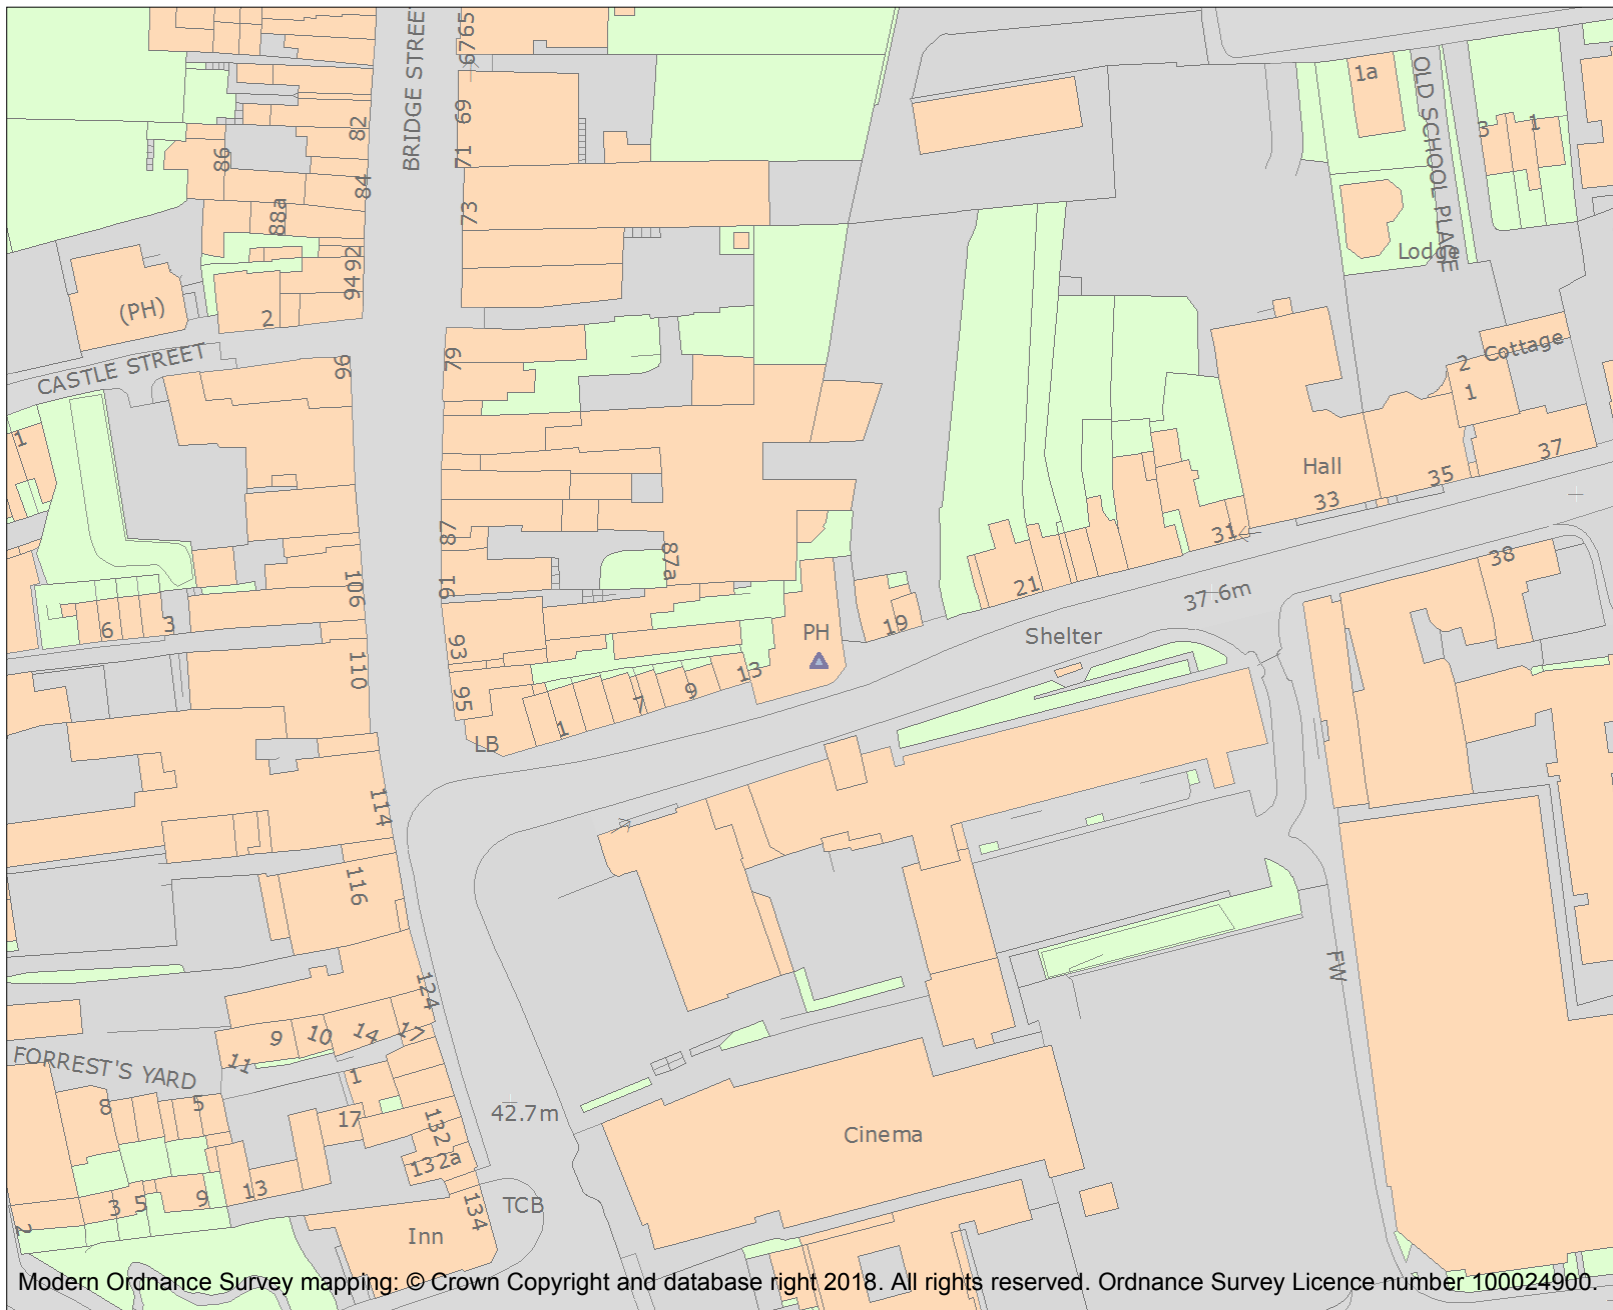 BRIDGE STREE
6765
69
71
73
82
84
86
88a
92
94
(PH)
2
CASTLE STREET
96
79
1a
OLD SCHOOL PLACE
3
1
Lodge
2 Cottage
1
37
35
Hall
33
31
21
19
37.6m
38
1
87
91
87a
93
95
106
110
6
3
PH
13
9
7
1
LB
Shelter
114
116
124
FW
9
10
14
17
11
FORREST'S YARD
8
5
1
17
132
132a
13
9
5
3
2
134
42.7m
TCB
Inn
Cinema
Modern Ordnance Survey mapping: © Crown Copyright and database right 2018. All rights reserved. Ordnance Survey Licence number 100024900.